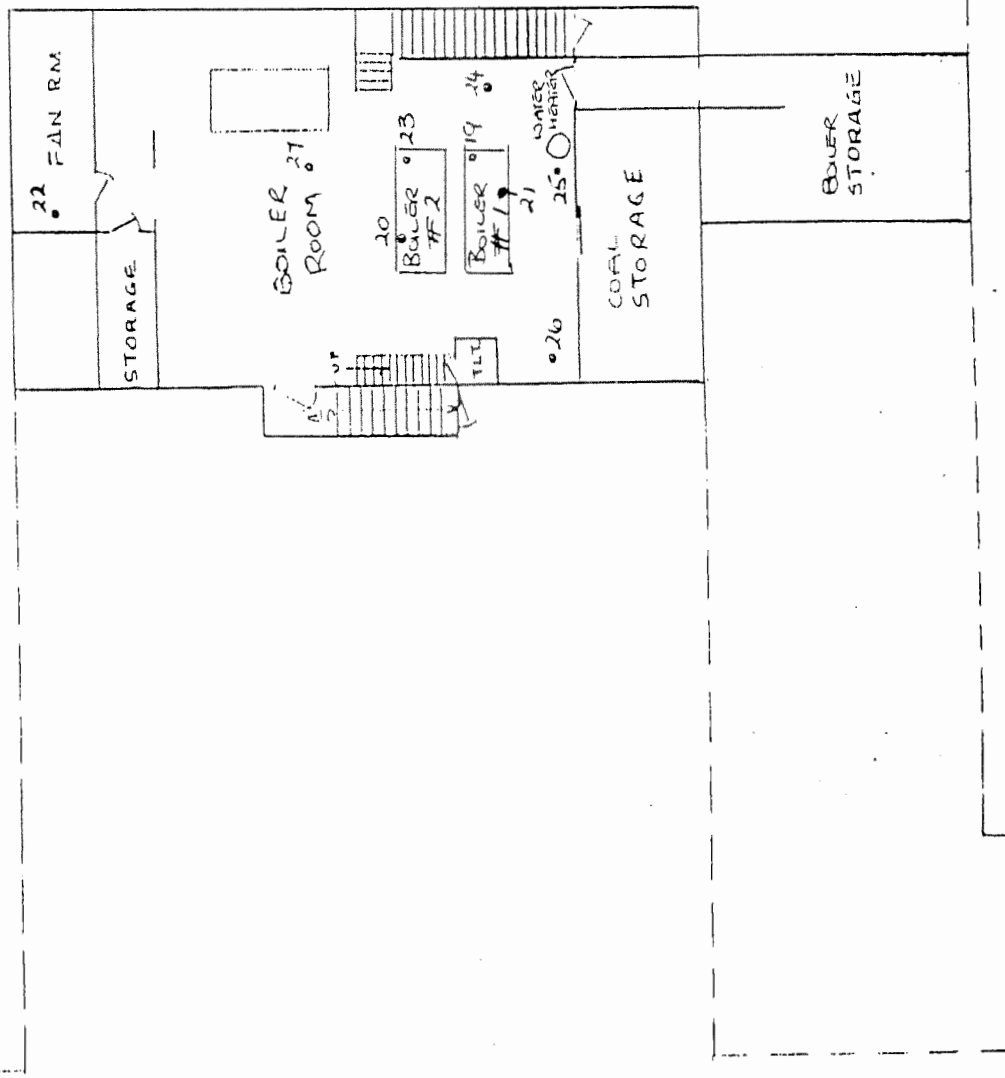 22
FAN RM
STORAGE
BOILER
ROOM
27
20
BOILER
#2
23
BOILER
#1
19
21
24
WATER
HEATER
25
26
UP
TLT
COAL
STORAGE
BOILER
STORAGE